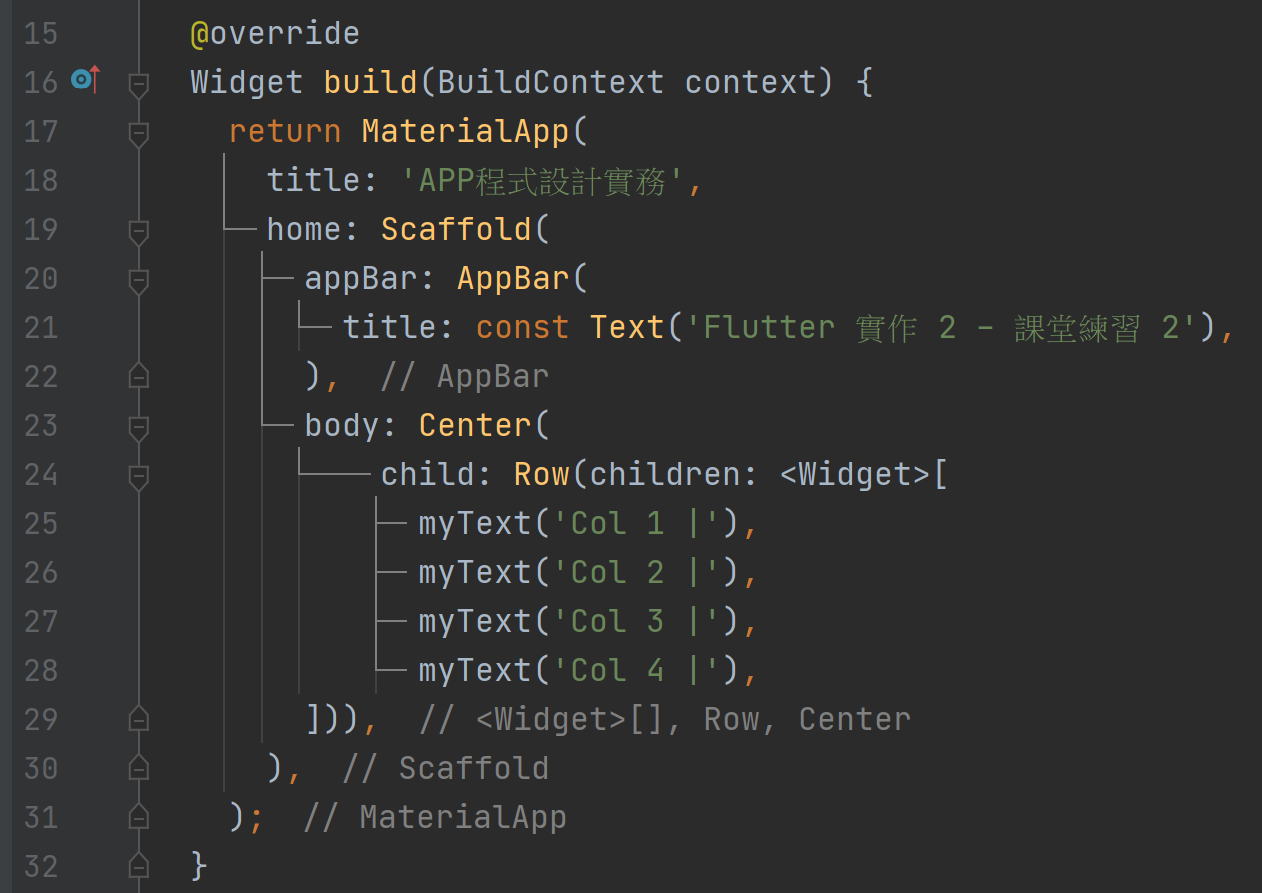 15 @override
16 Widget build(BuildContext context) {
17 return MaterialApp(
18 title: 'APP程式設計實務',
19 home: Scaffold(
20 appBar: AppBar(
21 title: const Text('Flutter 實作 2 - 課堂練習 2'),
22 ), // AppBar
23 body: Center(
24 child: Row(children: <Widget>[
25 myText('Col 1 |'),
26 myText('Col 2 |'),
27 myText('Col 3 |'),
28 myText('Col 4 |'),
29 ])), // <Widget>[], Row, Center
30 ), // Scaffold
31 ); // MaterialApp
32 }